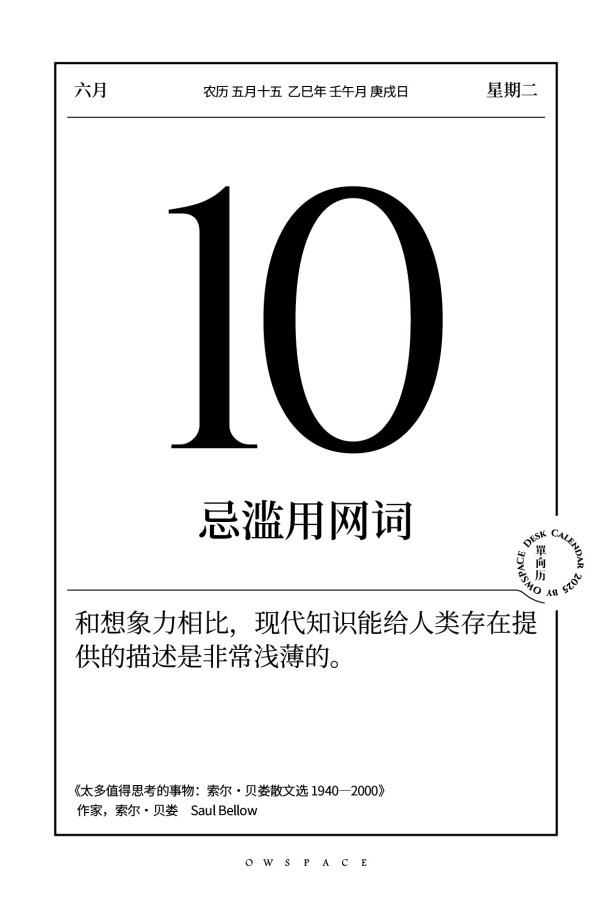 六月
农历 五月十五 乙巳年 壬午月 庚戌日
星期二
10
忌滥用网词
DESK CALENDAR 2025 BY OWSPACE
單向历
和想象力相比，现代知识能给人类存在提
供的描述是非常浅薄的。
《太多值得思考的事物：索尔·贝娄散文选 1940—2000》
作家，索尔·贝娄 Saul Bellow
OWSPACE